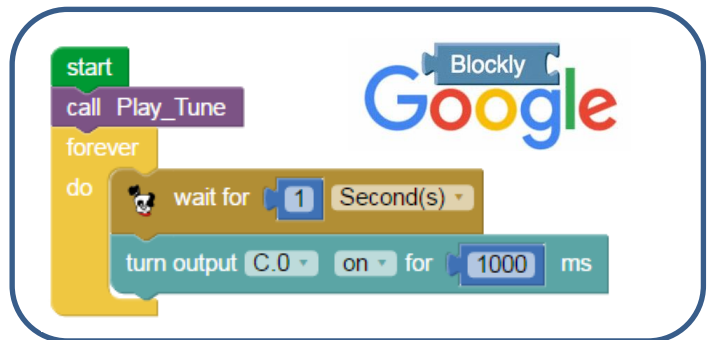 start
call Play_Tune
forever
do
wait for 1 Second(s)
turn output C.0 on for 1000 ms
Blockly
Google